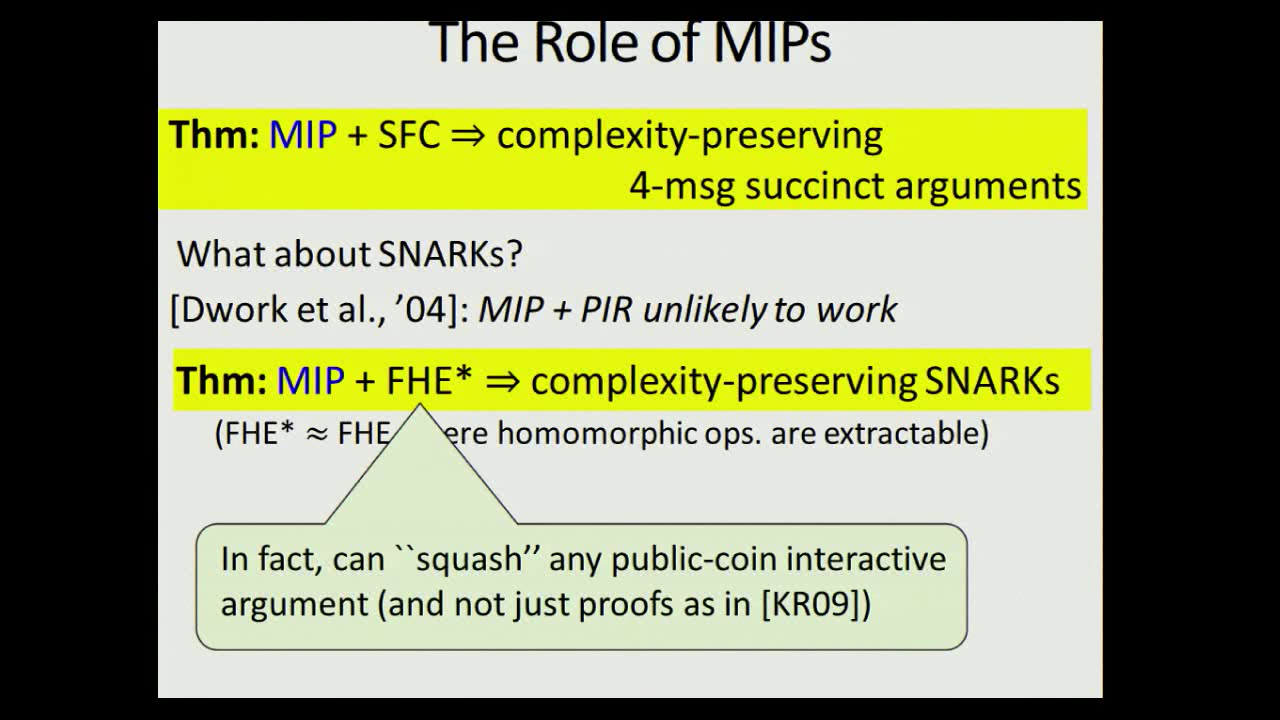 The Role of MIPs
Thm: MIP + SFC ⇒ complexity-preserving
4-msg succinct arguments
What about SNARKs?
[Dwork et al., ’04]: MIP + PIR unlikely to work
Thm: MIP + FHE* ⇒ complexity-preserving SNARKs
(FHE* ≈ FHE ere homomorphic ops. are extractable)
In fact, can ``squash’’ any public-coin interactive
argument (and not just proofs as in [KR09])